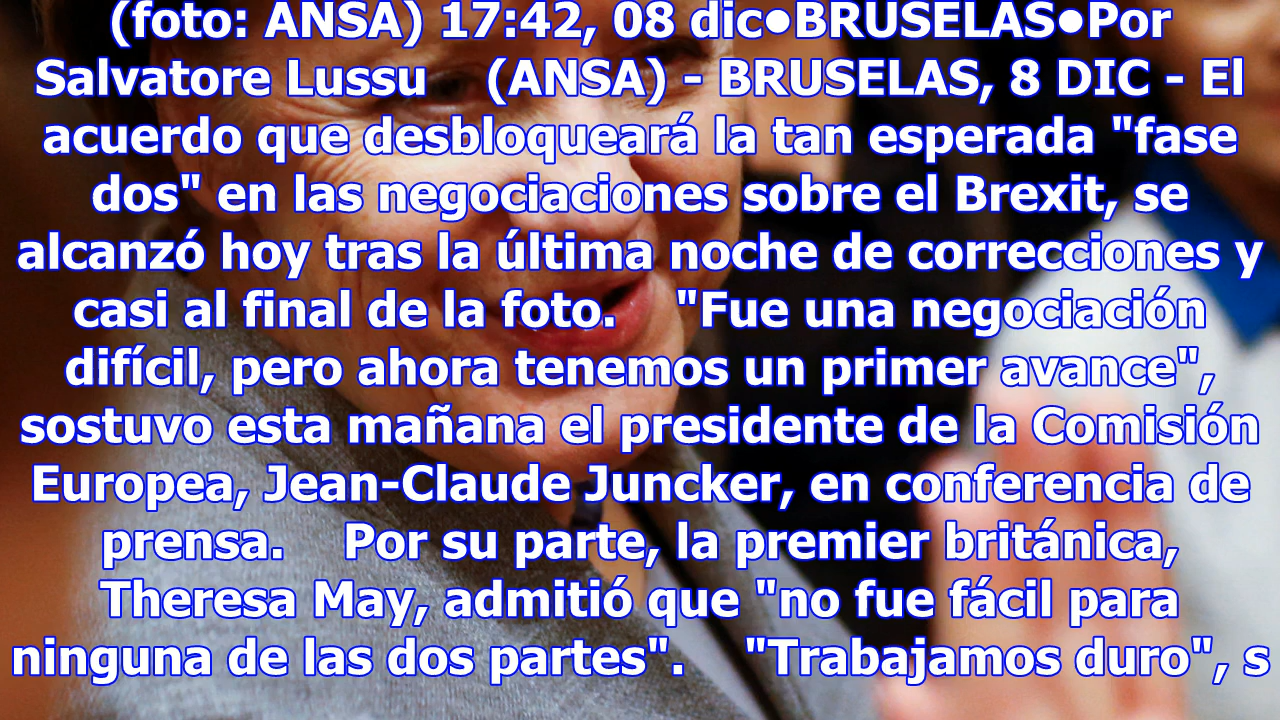 (foto: ANSA) 17:42, 08 dic•BRUSELAS•Por
Salvatore Lussu (ANSA) - BRUSELAS, 8 DIC - El
acuerdo que desbloqueará la tan esperada "fase
dos" en las negociaciones sobre el Brexit, se
alcanzó hoy tras la última noche de correcciones y
casi al final de la foto. "Fue una negociación
difícil, pero ahora tenemos un primer avance",
sostuvo esta mañana el presidente de la Comisión
Europea, Jean-Claude Juncker, en conferencia de
prensa. Por su parte, la premier británica,
Theresa May, admitió que "no fue fácil para
ninguna de las dos partes". "Trabajamos duro", s